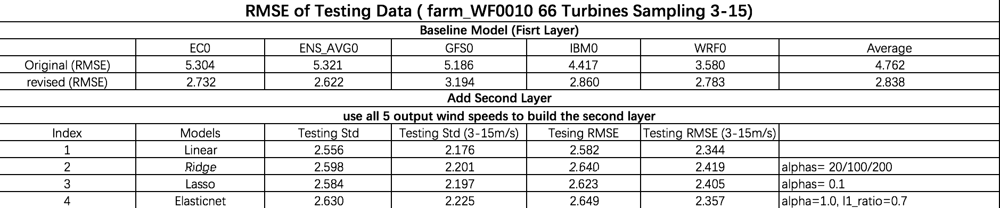 RMSE of Testing Data ( farm_WF0010 66 Turbines Sampling 3-15)
Baseline Model (Fisrt Layer)
EC0 ENS_AVG0 GFS0 IBM0 WRF0 Average
Original (RMSE) 5.304 5.321 5.186 4.417 3.580 4.762
revised (RMSE) 2.732 2.622 3.194 2.860 2.783 2.838
Add Second Layer
use all 5 output wind speeds to build the second layer
Index Models Testing Std Testing Std (3-15m/s) Tesing RMSE Testing RMSE (3-15m/s)
1 Linear 2.556 2.176 2.582 2.344
2 Ridge 2.598 2.201 2.640 2.419 alphas= 20/100/200
3 Lasso 2.584 2.197 2.623 2.405 alphas= 0.1
4 Elasticnet 2.630 2.225 2.649 2.357 alpha=1.0, l1_ratio=0.7